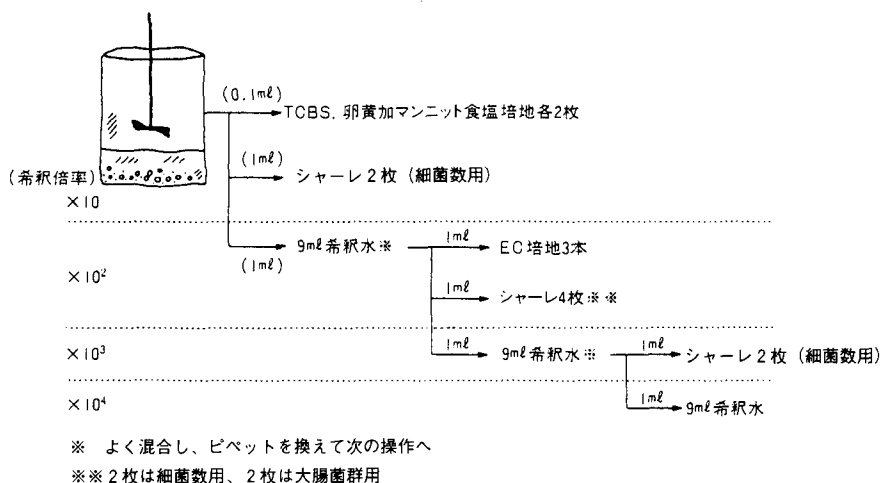 (0.1mℓ)
TCBS. 卵黄加マンニット食塩培地各2枚
(1mℓ)
シャーレ2枚（細菌数用）
(希釈倍率)
×10
9mℓ希釈水※
1mℓ
EC培地3本
(1mℓ)
×10²
1mℓ
シャーレ4枚※※
×10³
1mℓ
9mℓ希釈水※
1mℓ
シャーレ2枚（細菌数用）
×10⁴
1mℓ
9mℓ希釈水
※ よく混合し、ピペットを換えて次の操作へ
※※2枚は細菌数用、2枚は大腸菌群用